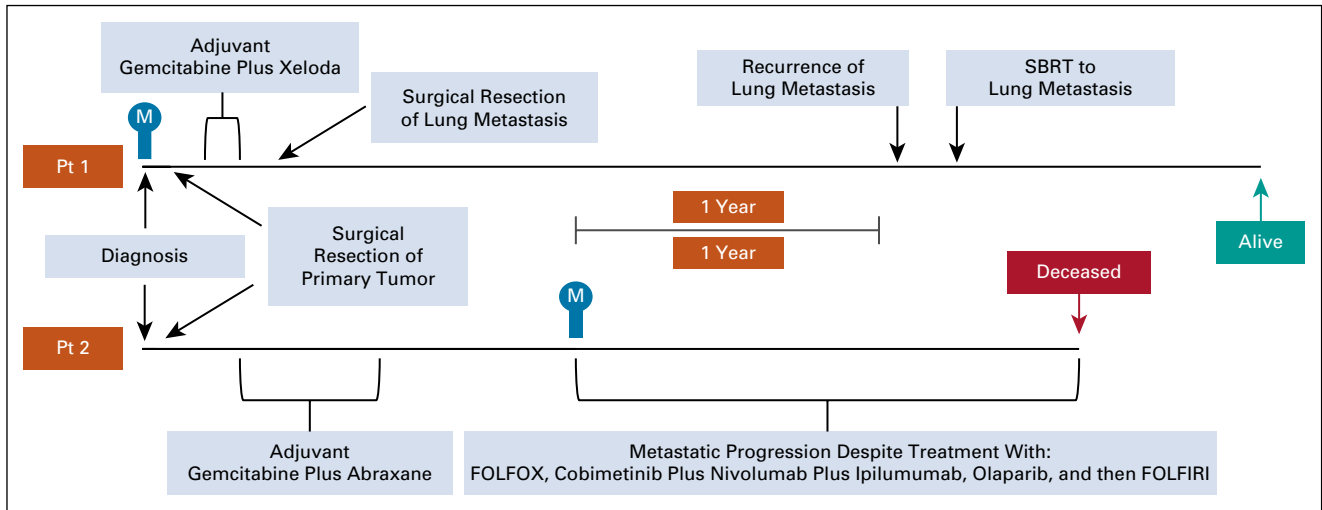 Adjuvant
Gemcitabine Plus Xeloda
M
Surgical Resection
of Lung Metastasis
Recurrence of
Lung Metastasis
SBRT to
Lung Metastasis
Pt 1
Diagnosis
Surgical
Resection of
Primary Tumor
1 Year
1 Year
Alive
M
Deceased
Pt 2
Adjuvant
Gemcitabine Plus Abraxane
Metastatic Progression Despite Treatment With:
FOLFOX, Cobimetinib Plus Nivolumab Plus Ipilumumab, Olaparib, and then FOLFIRI